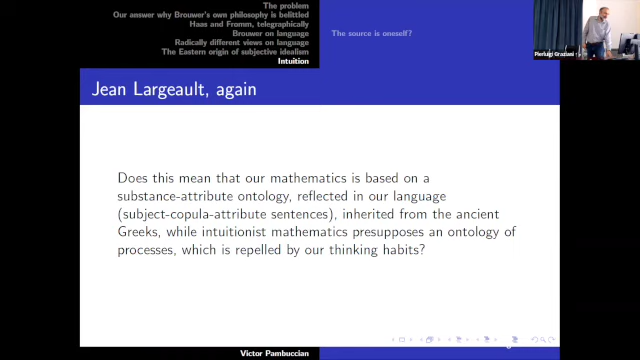 The problem
Our answer why Brouwer's own philosophy is belittled
Haas and Fromm, telegraphically
Brouwer on language
Radically different views on language
The Eastern origin of subjective idealism
Intuition
The source is oneself?
Pierluigi Graziani
Jean Largeault, again
Does this mean that our mathematics is based on a
substance-attribute ontology, reflected in our language
(subject-copula-attribute sentences), inherited from the ancient
Greeks, while intuitionist mathematics presupposes an ontology of
processes, which is repelled by our thinking habits?
Victor Pambuccian